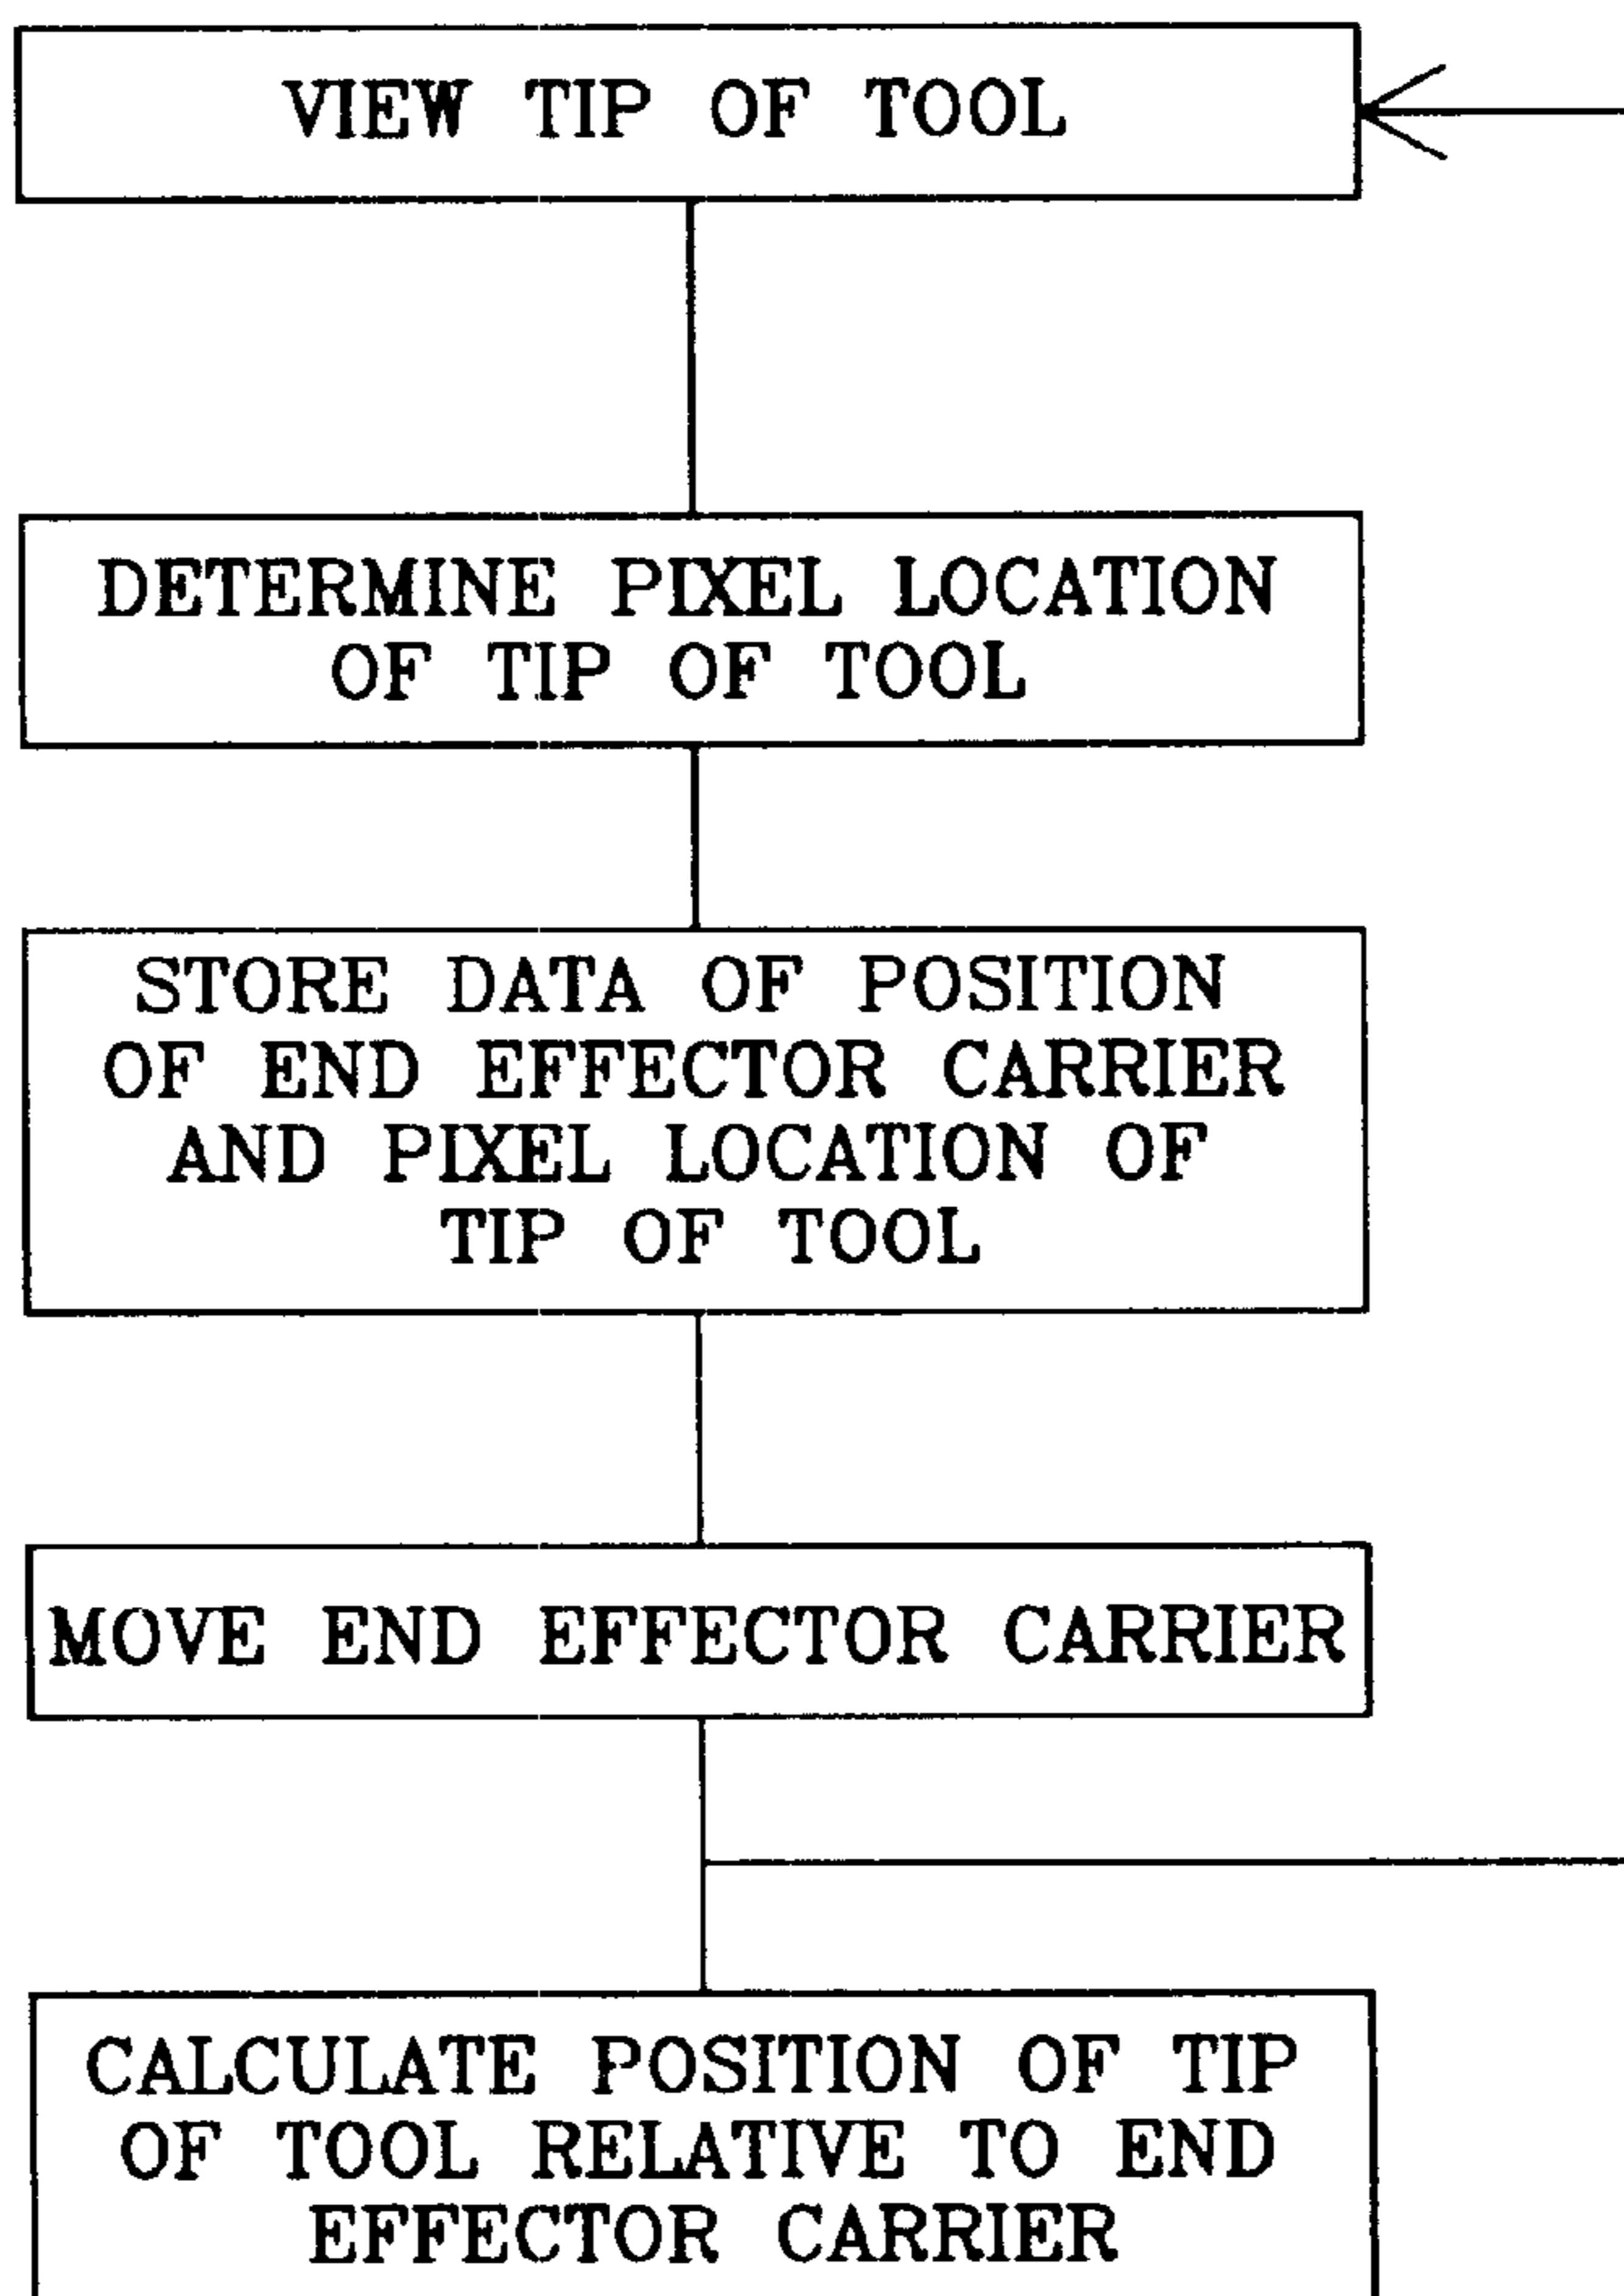 VIEW TIP OF TOOL
DETERMINE PIXEL LOCATION
OF TIP OF TOOL
STORE DATA OF POSITION
OF END EFFECTOR CARRIER
AND PIXEL LOCATION OF
TIP OF TOOL
MOVE END EFFECTOR CARRIER
CALCULATE POSITION OF TIP
OF TOOL RELATIVE TO END
EFFECTOR CARRIER